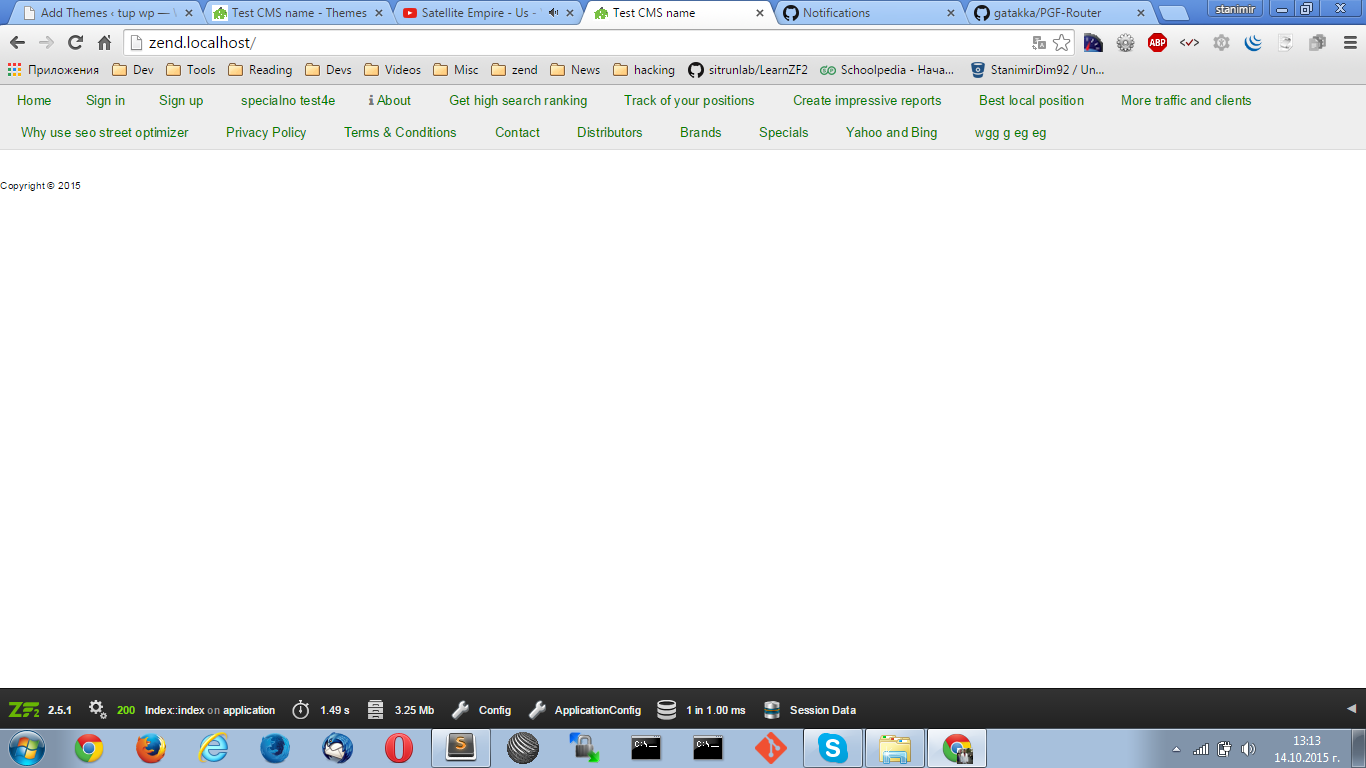 Add Themes ‹ tup wp — Test CMS name - Themes Satellite Empire - Us - Test CMS name Notifications gatakka/PGF-Router stanimir
zend.localhost/ ABP
Приложения Dev Tools Reading Devs Videos Misc zend News hacking sitrunlab/LearnZF2 Schoolpedia - Нача... StanimirDim92 / Un...
Home Sign in Sign up specialno test4e About Get high search ranking Track of your positions Create impressive reports Best local position More traffic and clients
Why use seo street optimizer Privacy Policy Terms & Conditions Contact Distributors Brands Specials Yahoo and Bing wgg g eg eg
Copyright © 2015
ZF2 2.5.1 200 Index::index on application 1.49 s 3.25 Mb Config ApplicationConfig 1 in 1.00 ms Session Data
13:13
14.10.2015 г.